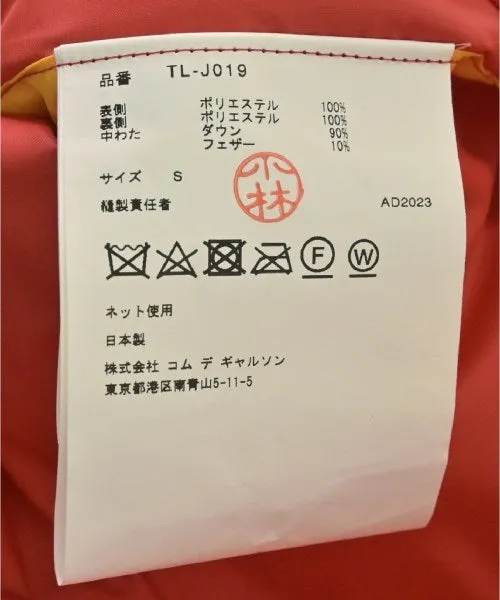 品番 TL-J019
表側 ポリエステル 100%
裏側 ポリエステル 100%
中わた ダウン 90%
フェザー 10%
サイズ S
小林
縫製責任者 AD2023
F W
ネット使用
日本製
株式会社 コム デ ギャルソン
東京都港区南青山5-11-5